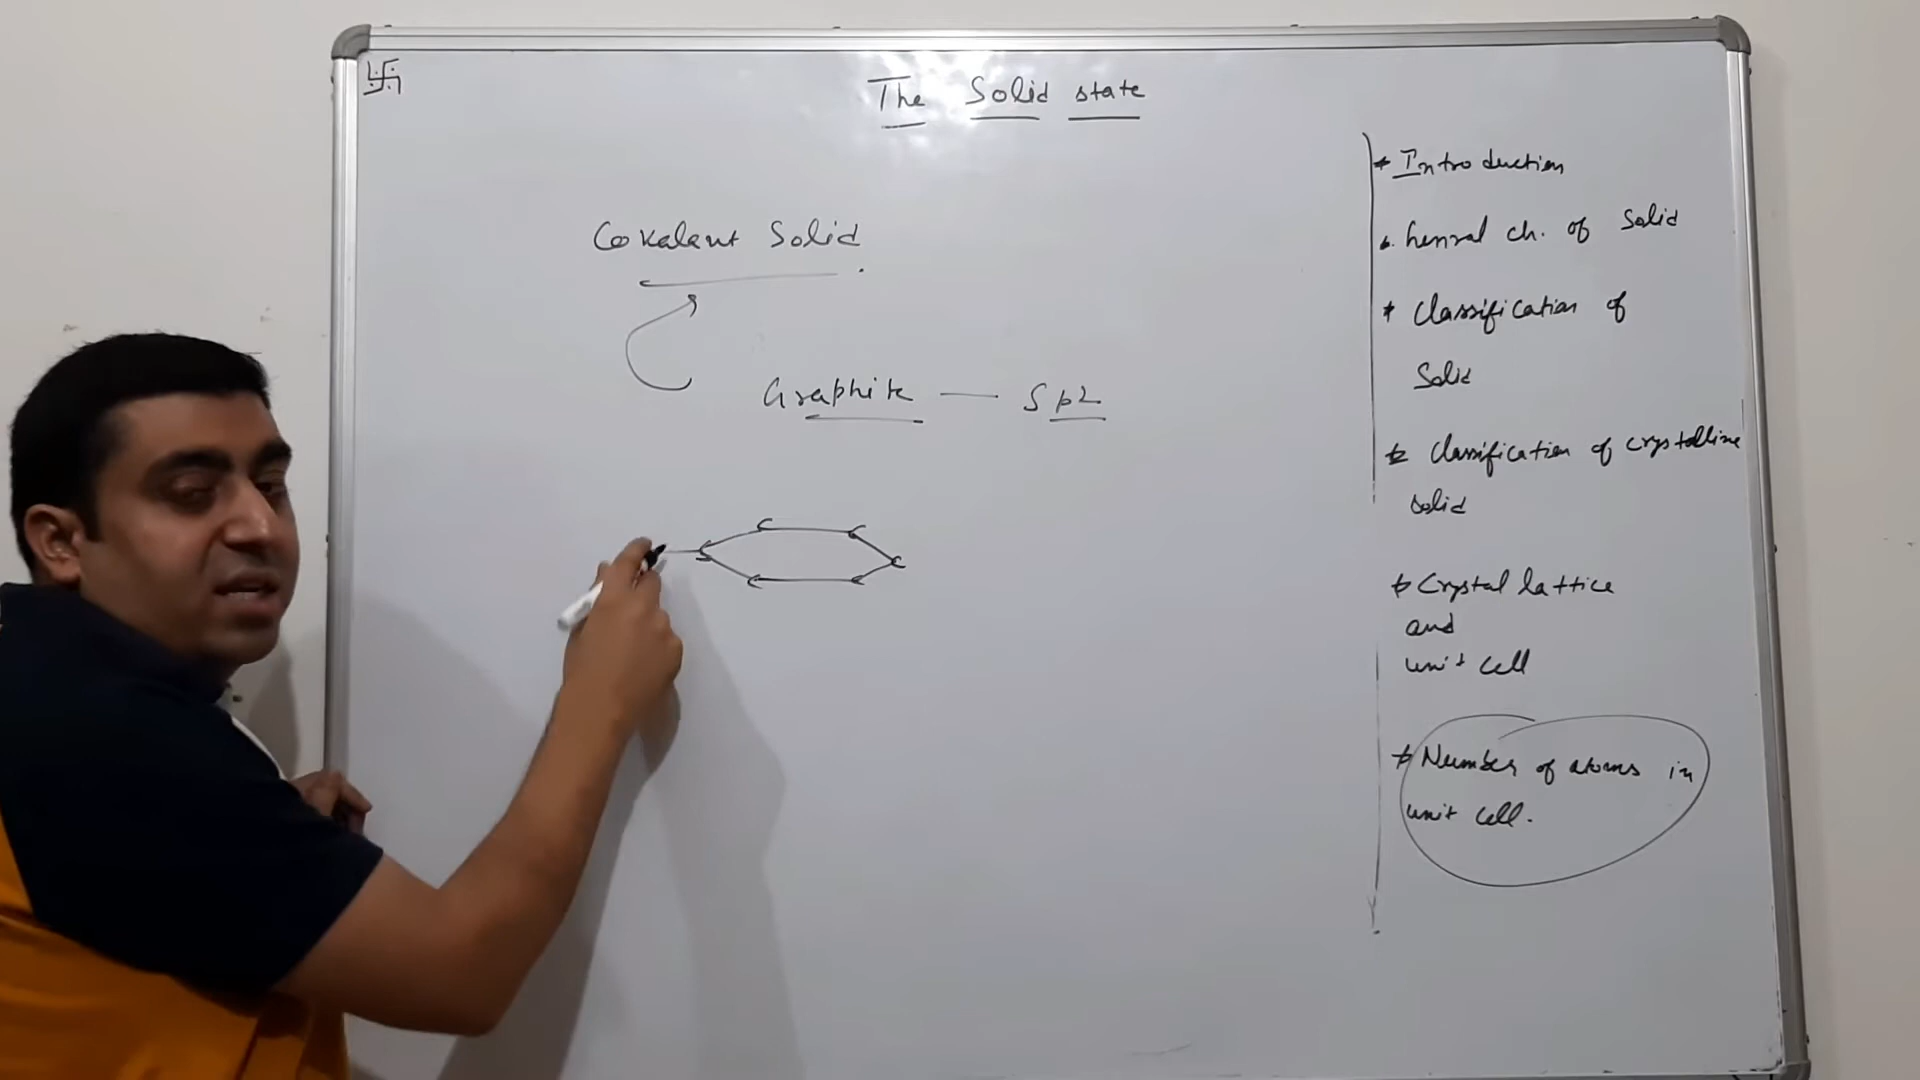 The Solid state
Covalent Solid
Graphite — Sp2
C C
C C
C C
* Introduction
* Genral ch. of Solid
* Classification of
Solid
* Classification of crystalline
solid
* Crystal lattice
and
unit cell
* Number of atoms in
unit cell.